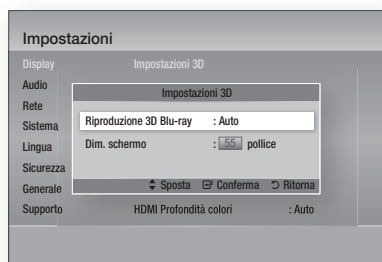 Impostazioni
Display Impostazioni 3D
Audio
Rete
Sistema
Lingua
Sicurezza
Generale
Supporto
Impostazioni 3D
Riproduzione 3D Blu-ray : Auto
Dim. schermo : 55 pollice
Sposta Conferma Ritorna
HDMI Profondità colori : Auto